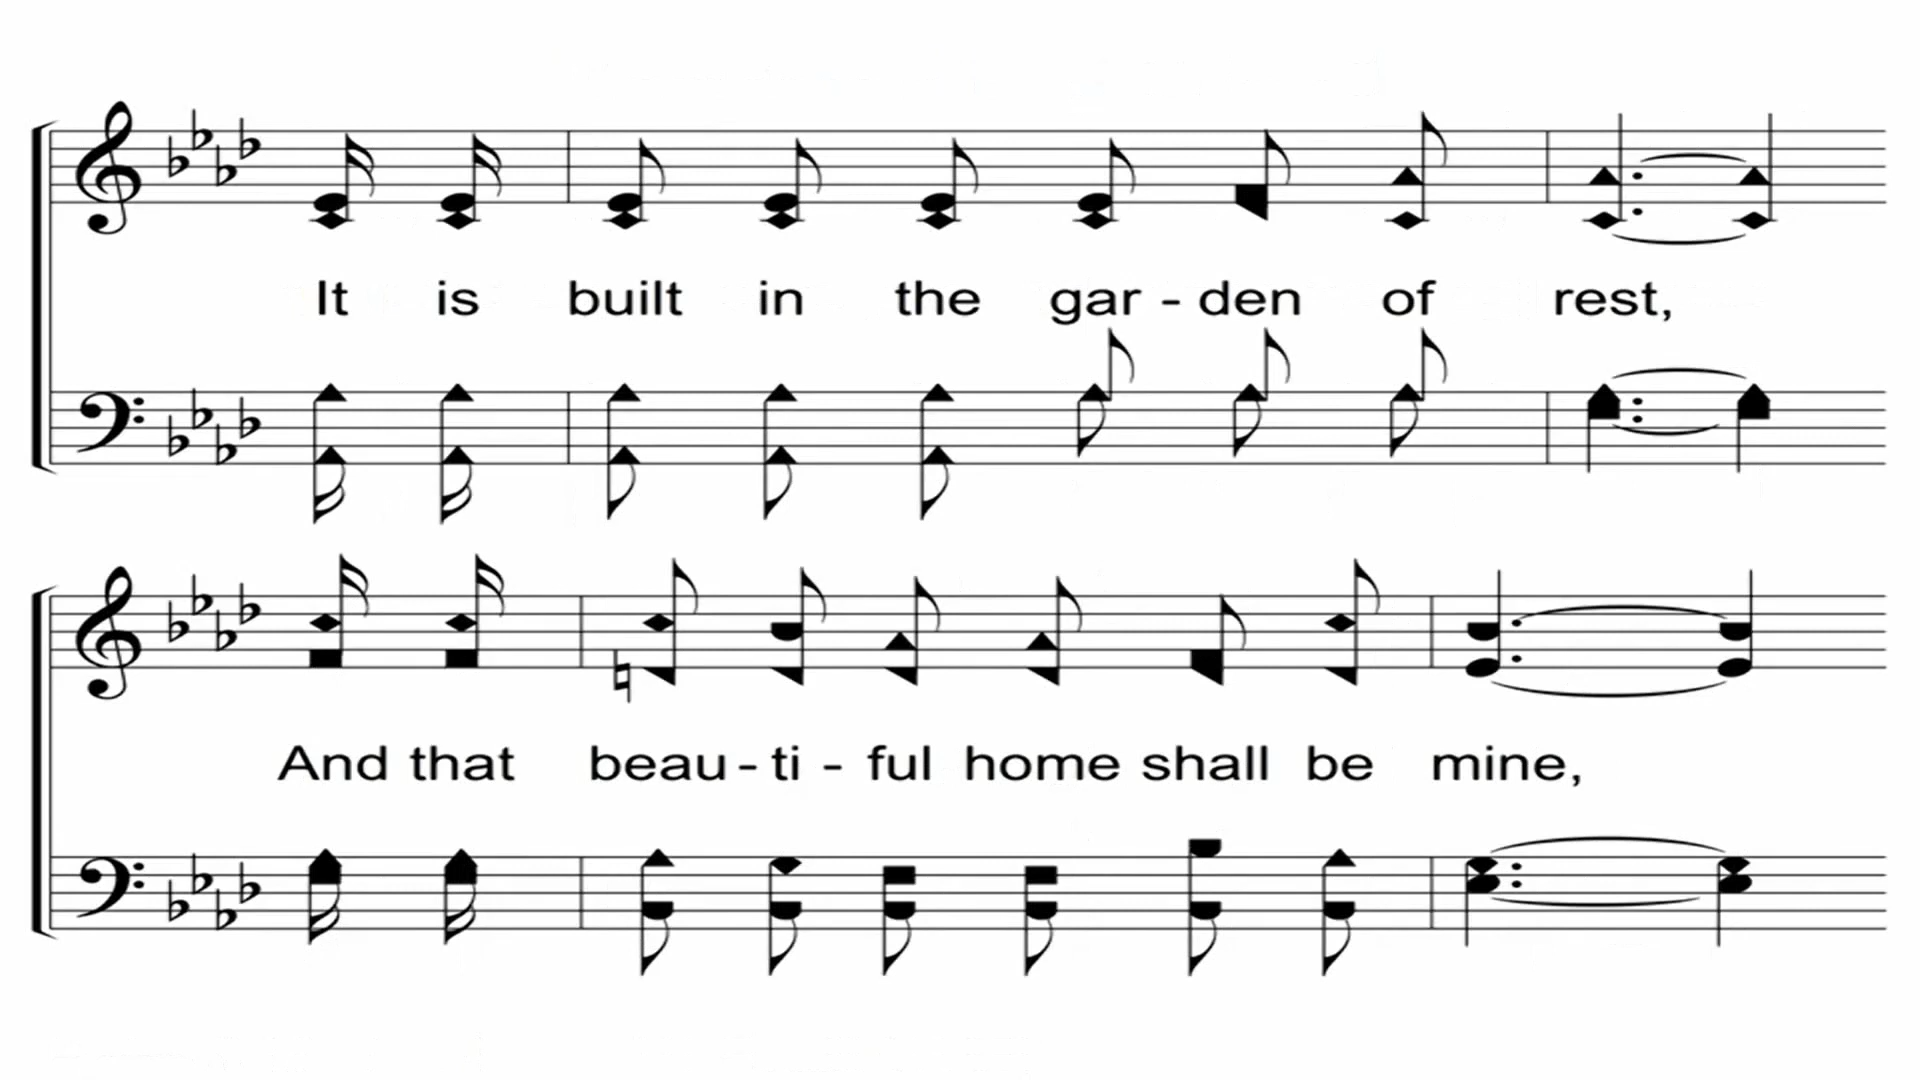 It is built in the gar - den of rest,
And that beau - ti - ful home shall be mine,